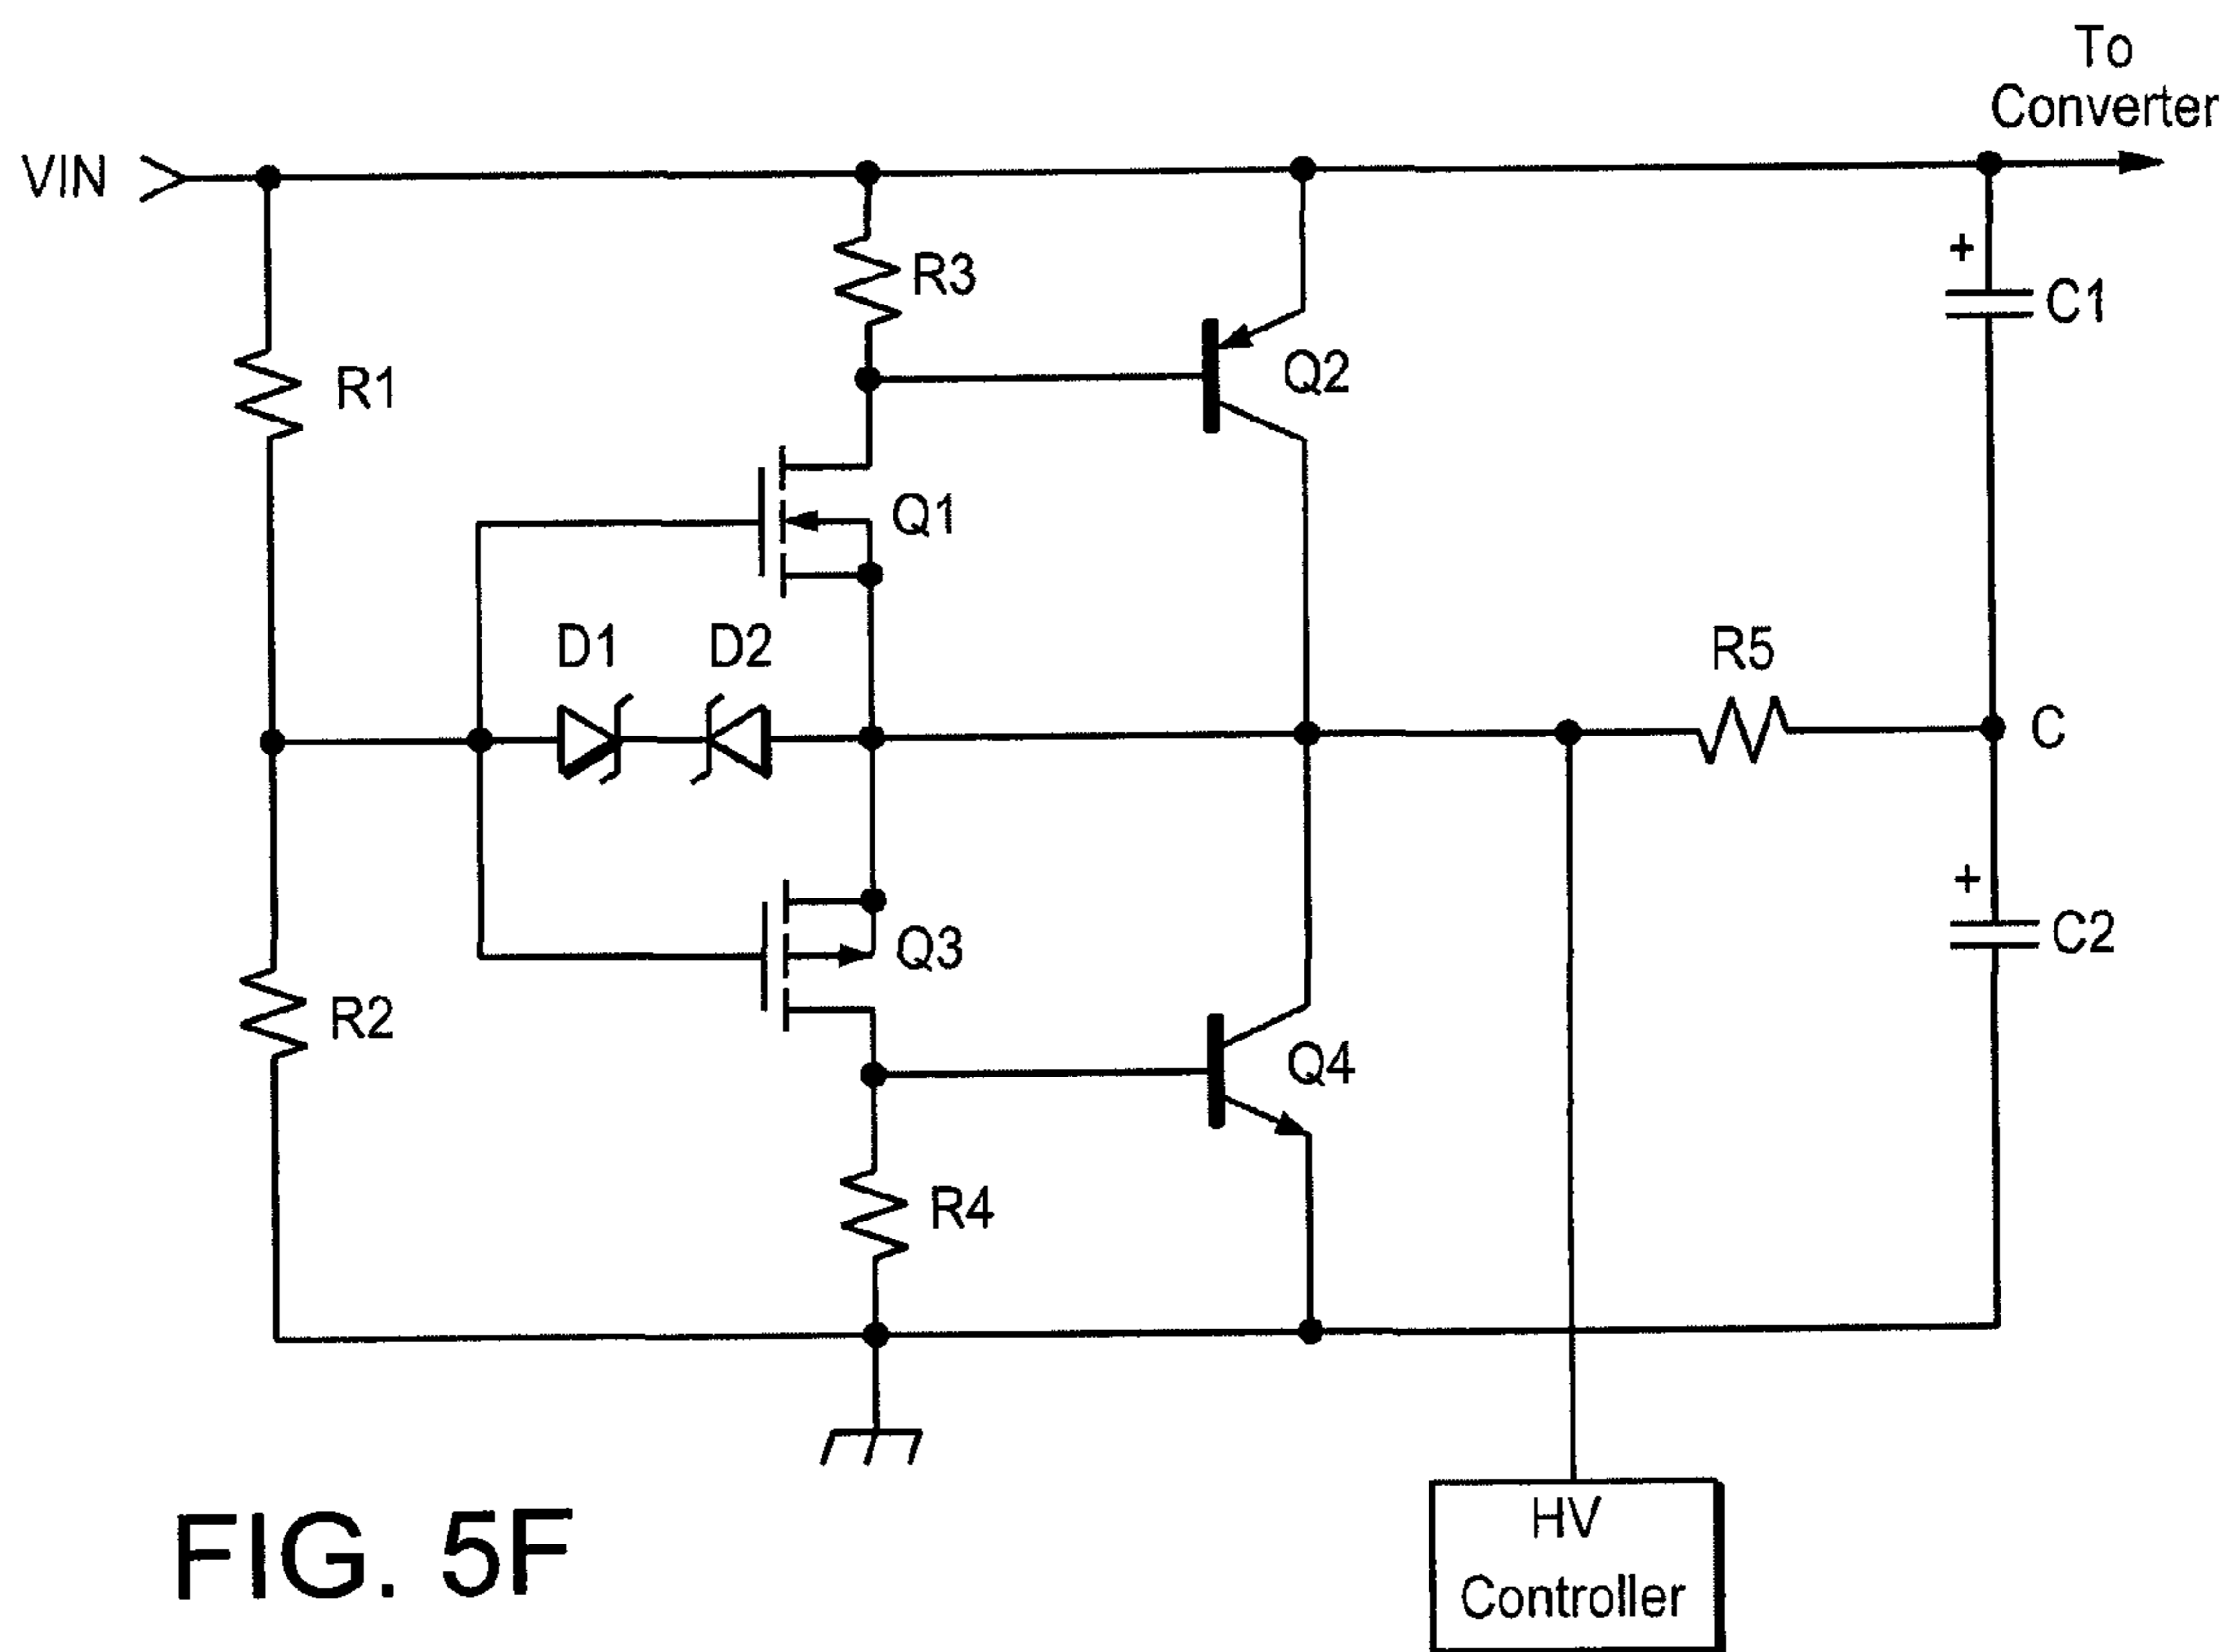 To
Converter
VIN
+
C1
R3
Q2
R1
Q1
D1
D2
R5
C
+
C2
Q3
R2
Q4
R4
HV
Controller
FIG. 5F